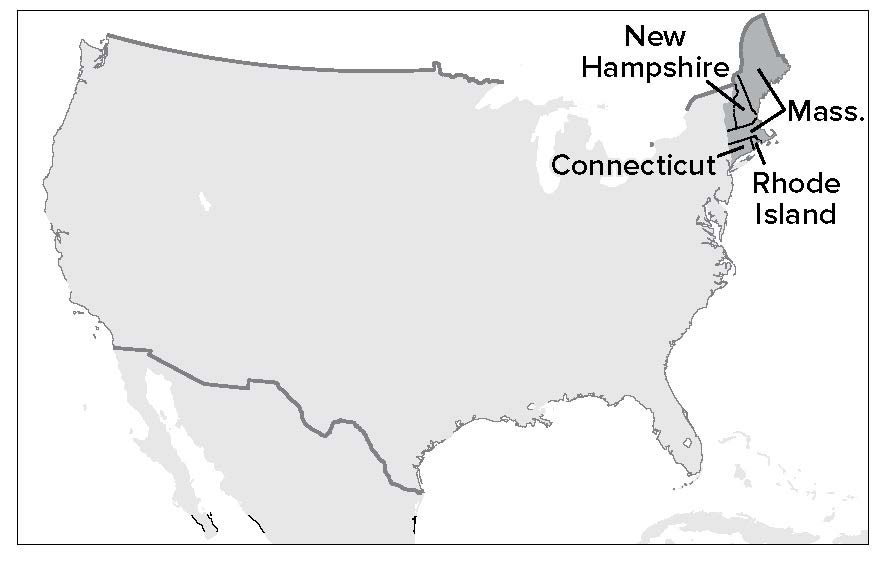 New
Hampshire
Mass.
Connecticut
Rhode
Island